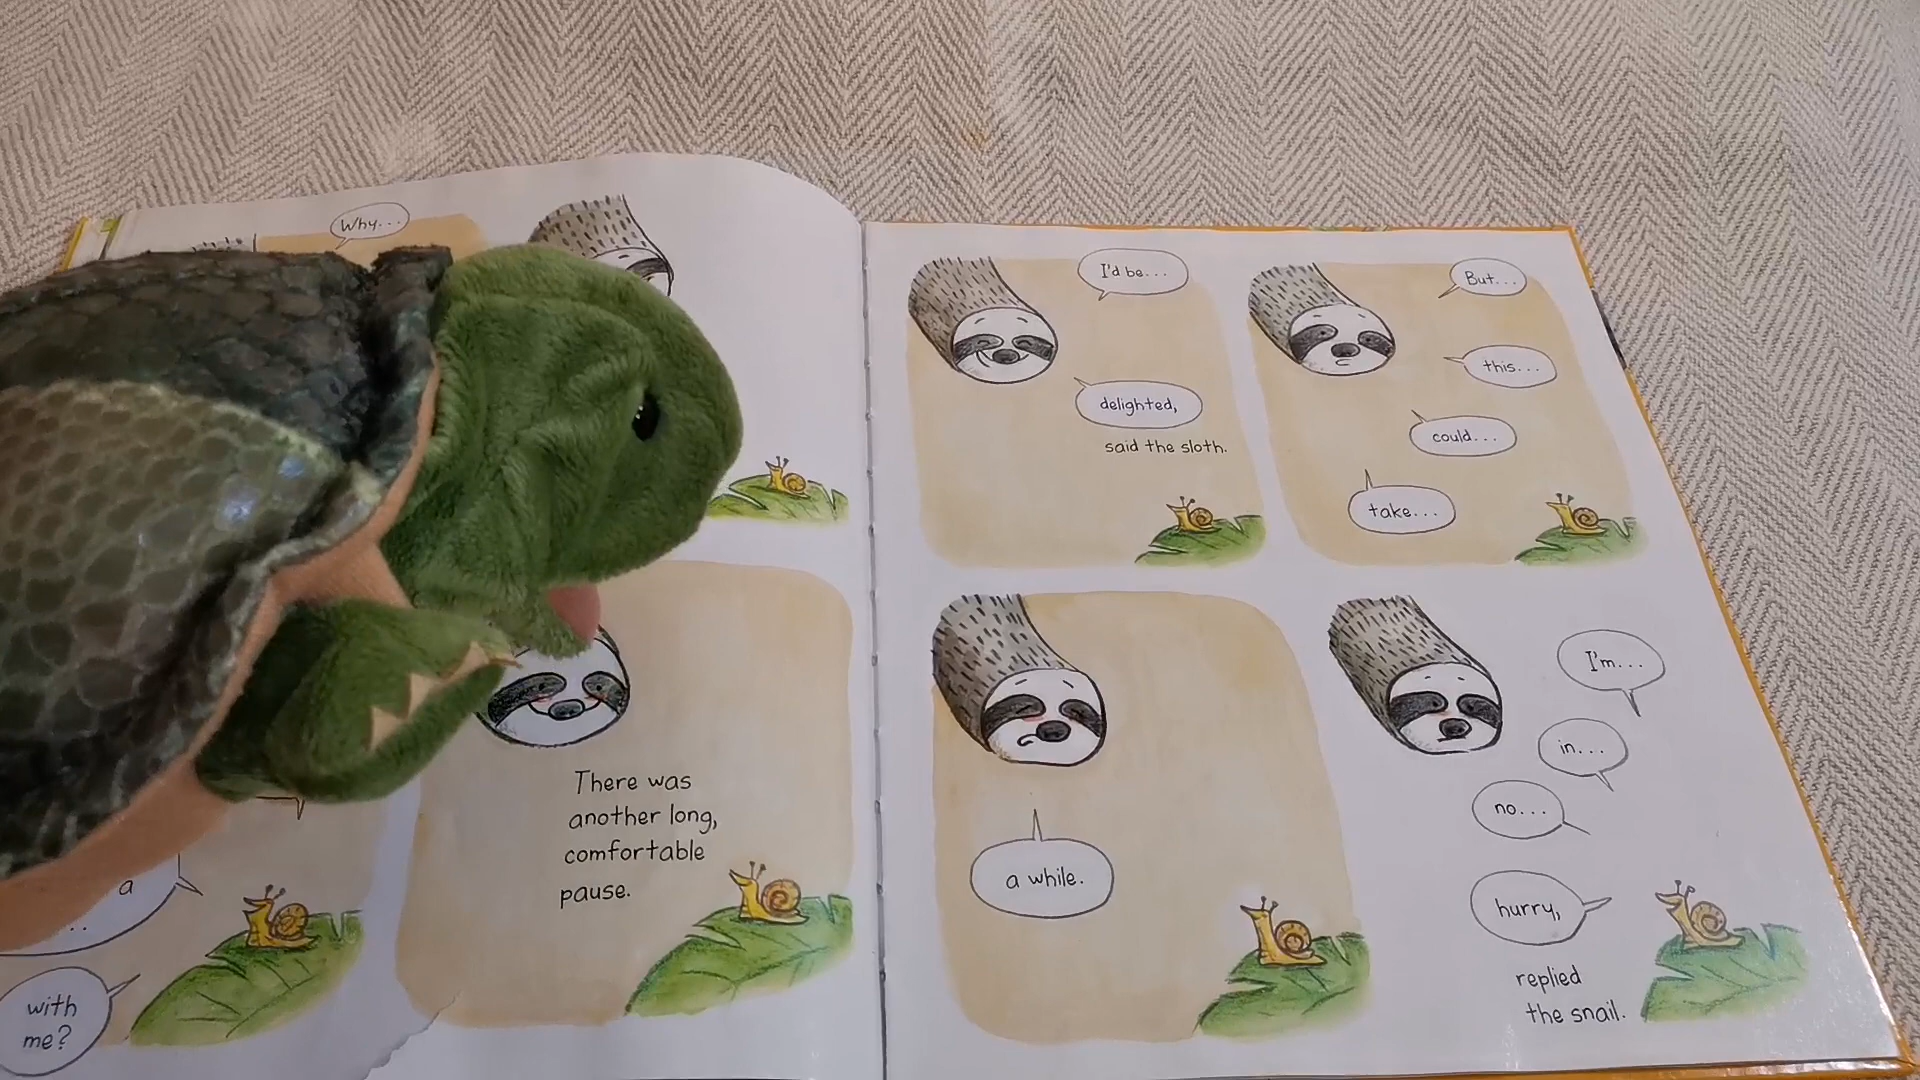 Why...
a
...
with
me?
There was
another long,
comfortable
pause.
I'd be...
delighted,
said the sloth.
But...
this...
could...
take...
a while.
I'm...
in...
no...
hurry,
replied
the snail.